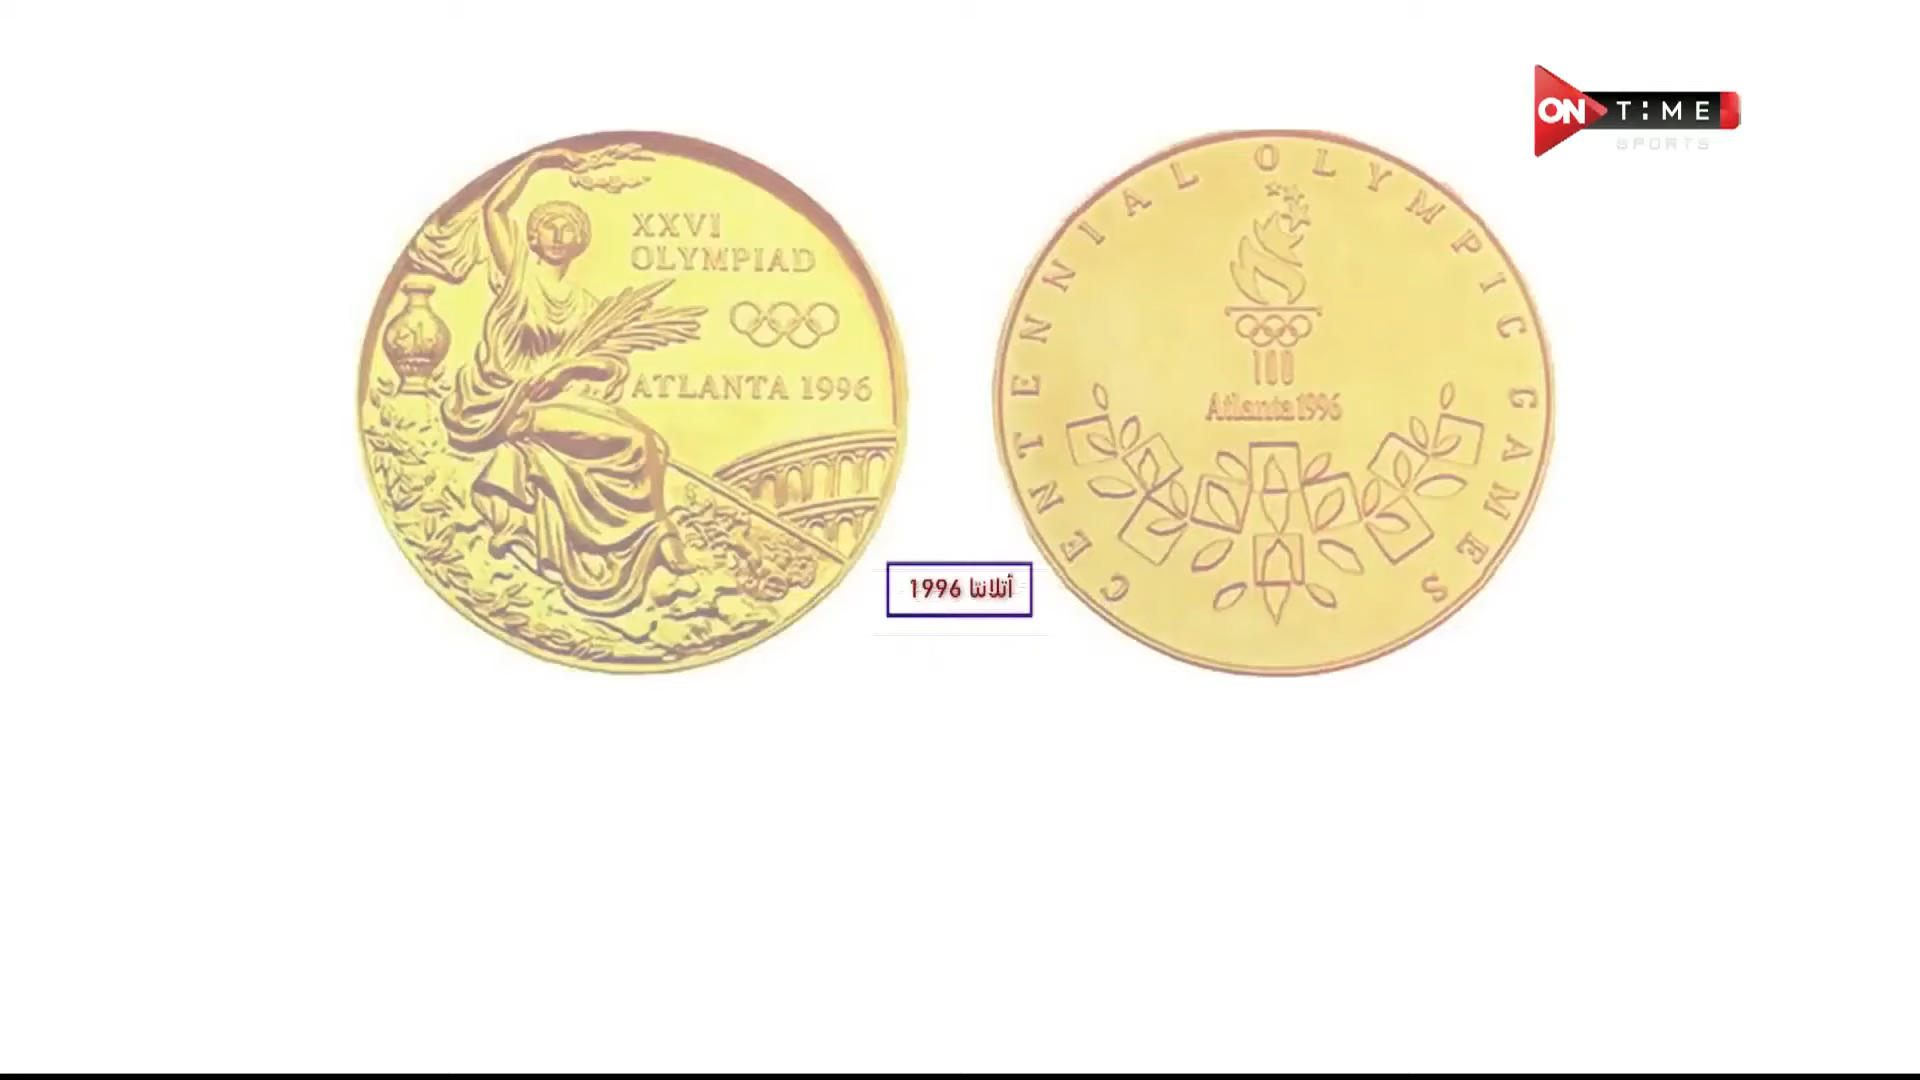 ON TIME
SPORTS
XXVI
OLYMPIAD
ATLANTA 1996
CENTENNIAL OLYMPIC GAMES
100
Atlanta 1996
أتلانتا 1996